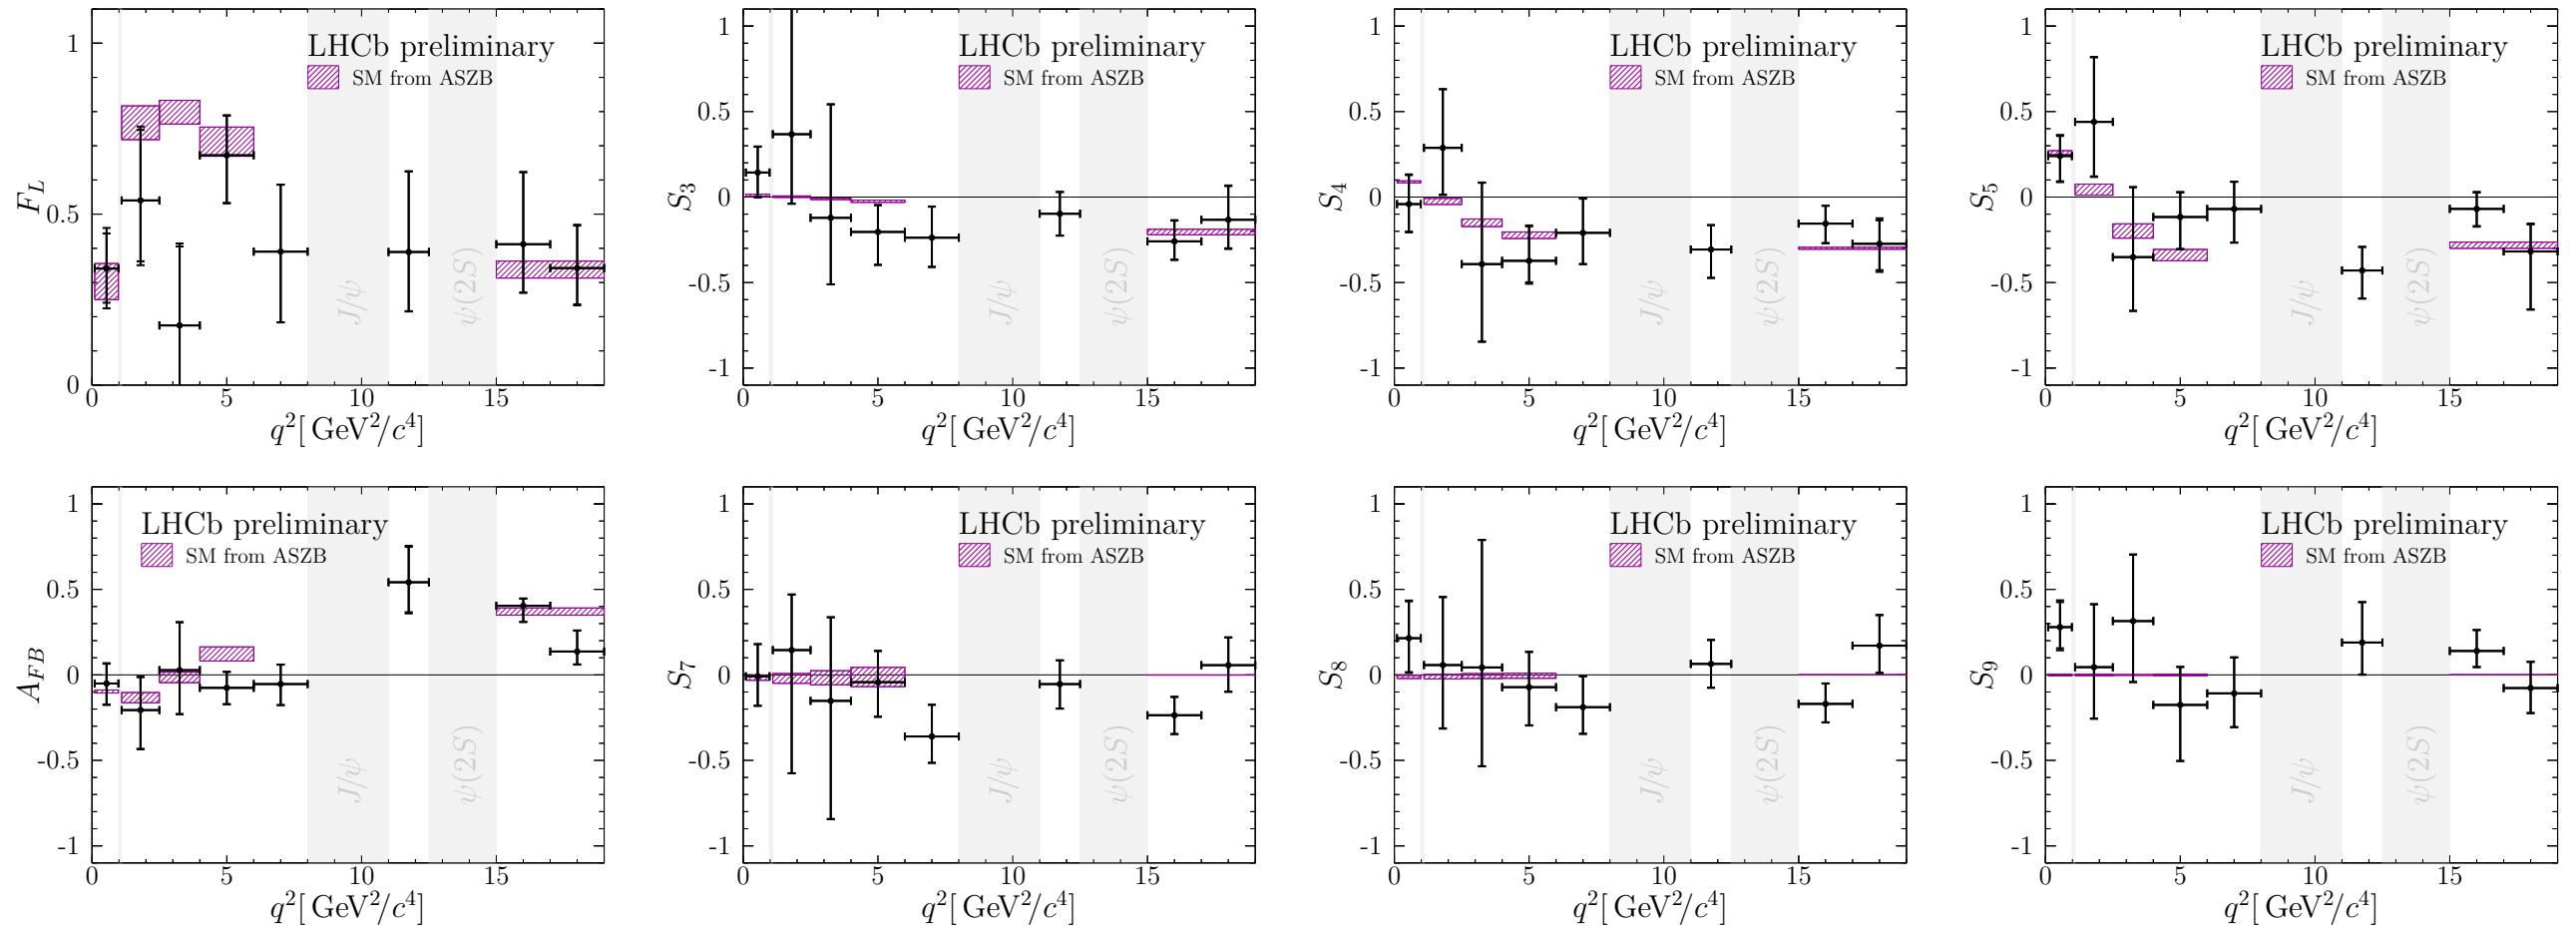 LHCb preliminary
SM from ASZB
1
0.5
0
F_L
J/ψ
ψ(2S)
0 5 10 15
q²[GeV²/c⁴]
LHCb preliminary
SM from ASZB
1
0.5
0
-0.5
-1
S₃
J/ψ
ψ(2S)
0 5 10 15
q²[GeV²/c⁴]
LHCb preliminary
SM from ASZB
1
0.5
0
-0.5
-1
S₄
J/ψ
ψ(2S)
0 5 10 15
q²[GeV²/c⁴]
LHCb preliminary
SM from ASZB
1
0.5
0
-0.5
-1
S₅
J/ψ
ψ(2S)
0 5 10 15
q²[GeV²/c⁴]
LHCb preliminary
SM from ASZB
1
0.5
0
-0.5
-1
A_FB
J/ψ
ψ(2S)
0 5 10 15
q²[GeV²/c⁴]
LHCb preliminary
SM from ASZB
1
0.5
0
-0.5
-1
S₇
J/ψ
ψ(2S)
0 5 10 15
q²[GeV²/c⁴]
LHCb preliminary
SM from ASZB
1
0.5
0
-0.5
-1
S₈
J/ψ
ψ(2S)
0 5 10 15
q²[GeV²/c⁴]
LHCb preliminary
SM from ASZB
1
0.5
0
-0.5
-1
S₉
J/ψ
ψ(2S)
0 5 10 15
q²[GeV²/c⁴]